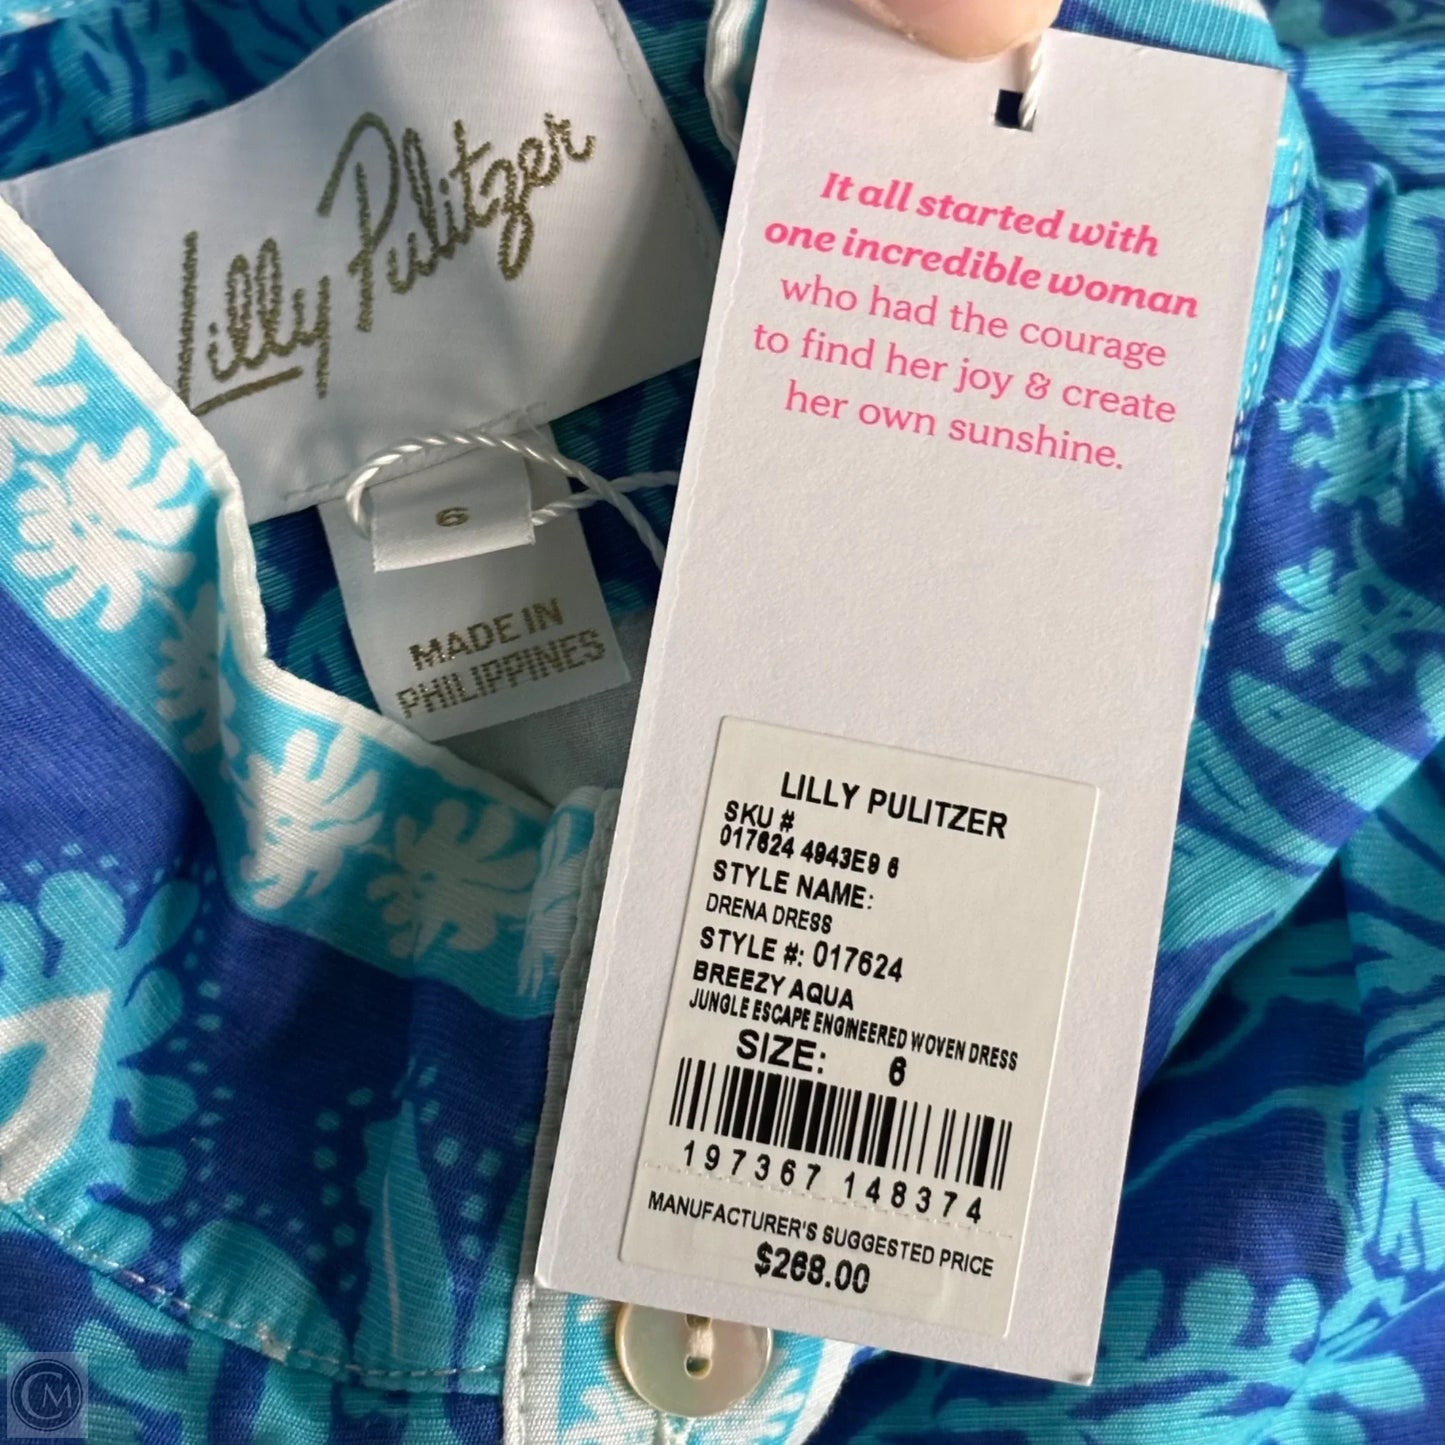 Lilly Pulitzer
6
MADE IN
PHILIPPINES
It all started with
one incredible woman
who had the courage
to find her joy & create
her own sunshine.
LILLY PULITZER
SKU #
017624 4943E9 6
STYLE NAME:
DRENA DRESS
STYLE #: 017624
BREEZY AQUA
JUNGLE ESCAPE ENGINEERED WOVEN DRESS
SIZE: 6
197367 148374
MANUFACTURER'S SUGGESTED PRICE
$268.00
CM